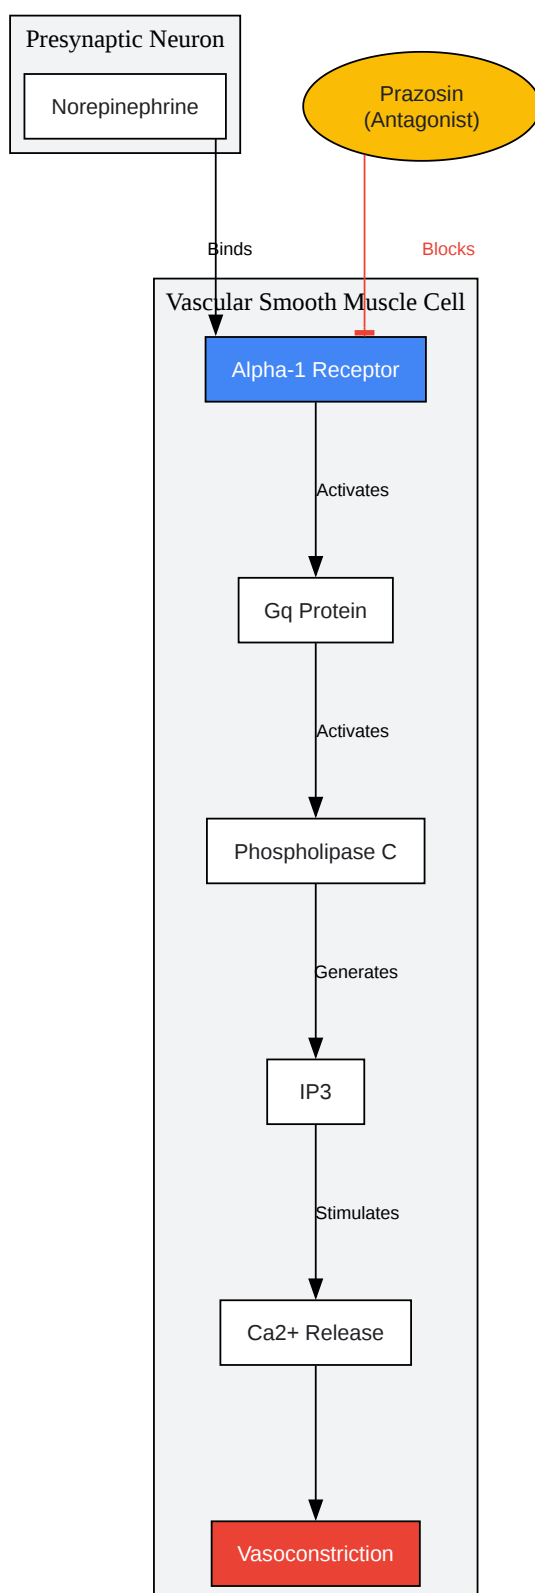 Presynaptic Neuron
Norepinephrine
Prazosin
(Antagonist)
Binds
Blocks
Vascular Smooth Muscle Cell
Alpha-1 Receptor
Activates
Gq Protein
Activates
Phospholipase C
Generates
IP3
Stimulates
Ca2+ Release
Vasoconstriction